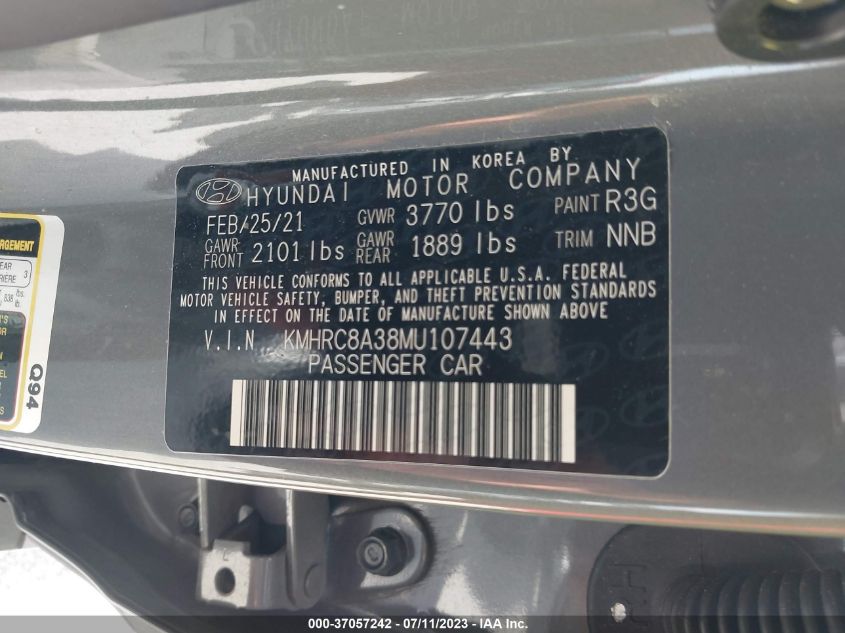 MANUFACTURED IN KOREA BY
HYUNDAI MOTOR COMPANY
FEB/25/21 GVWR 3770 lbs PAINT R3G
GAWR FRONT 2101 lbs GAWR REAR 1889 lbs TRIM NNB
THIS VEHICLE CONFORMS TO ALL APPLICABLE U.S.A. FEDERAL
MOTOR VEHICLE SAFETY, BUMPER, AND THEFT PREVENTION STANDARDS
IN EFFECT ON THE DATE OF MANUFACTURE SHOWN ABOVE
V.I.N KMHRC8A38MU107443
PASSENGER CAR
Q94
000-37057242 - 07/11/2023 - © IAA Inc.